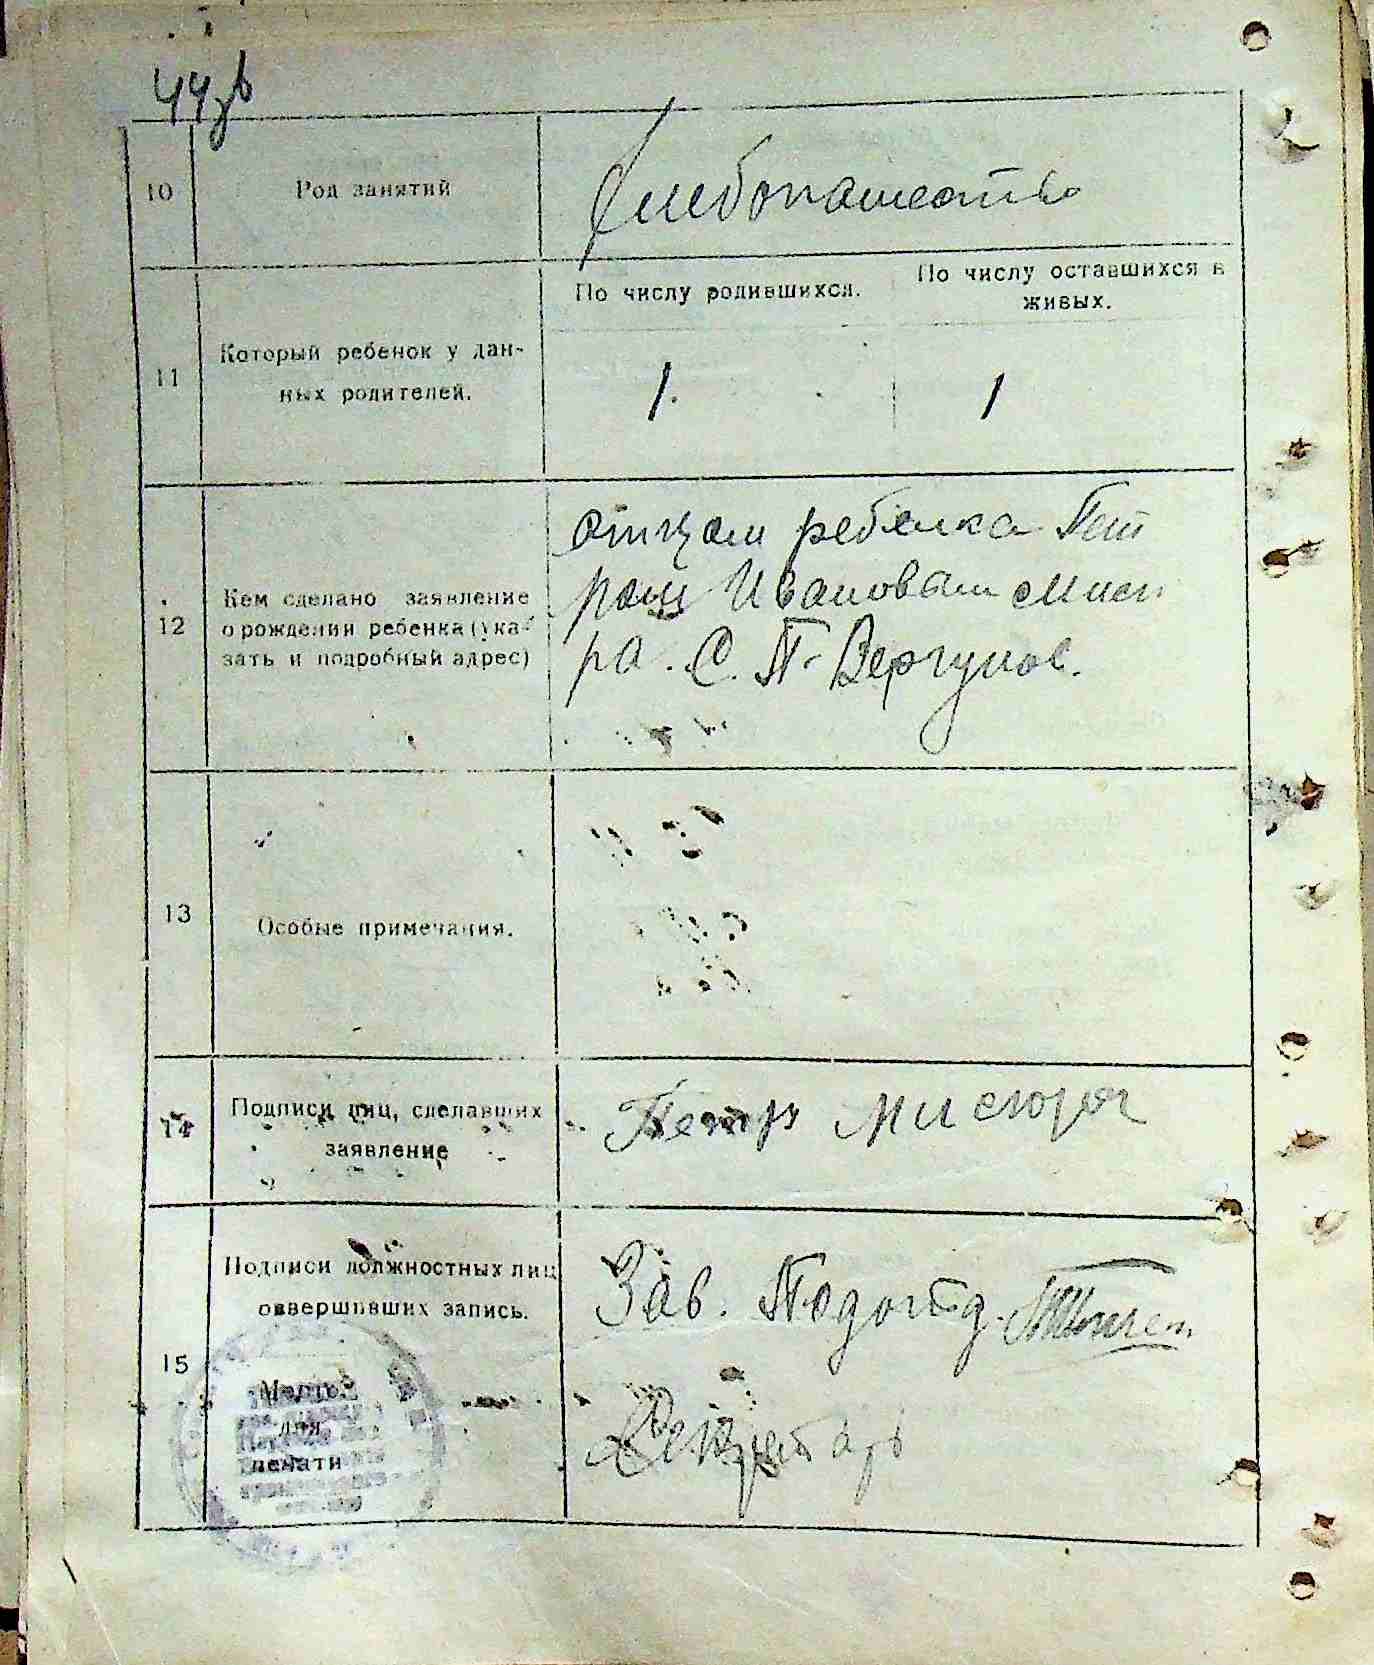 44зв
10
Род занятий
Хлебопашество
11
Который ребенок у дан-
ных родителей.
По числу родившихся.
По числу оставшихся в
живых.
1.
1
12
Кем сделано заявление
о рождении ребенка (ука-
зать и подробный адрес)
отцом ребенка Пет
ром Ивановым Мисю
ра. С. П. Вергунов.
13
Особые примечания.
14
Подписи лиц, сделавших
заявление
Петр Мисюра
15
Подписи должностных лиц
совершивших запись.
Место
для
печати
Зав. Подотд.
Секретарь